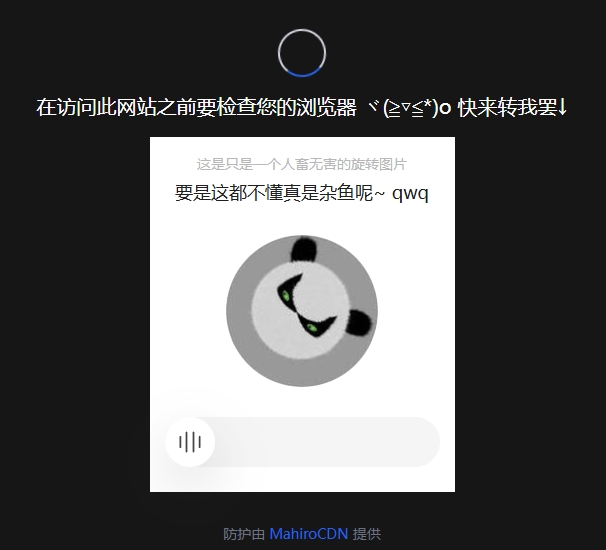 在访问此网站之前要检查您的浏览器 ヾ(≧▽≦*)o 快来转我罢↓
这是只是一个人畜无害的旋转图片
要是这都不懂真是杂鱼呢~ qwq
防护由 MahiroCDN 提供